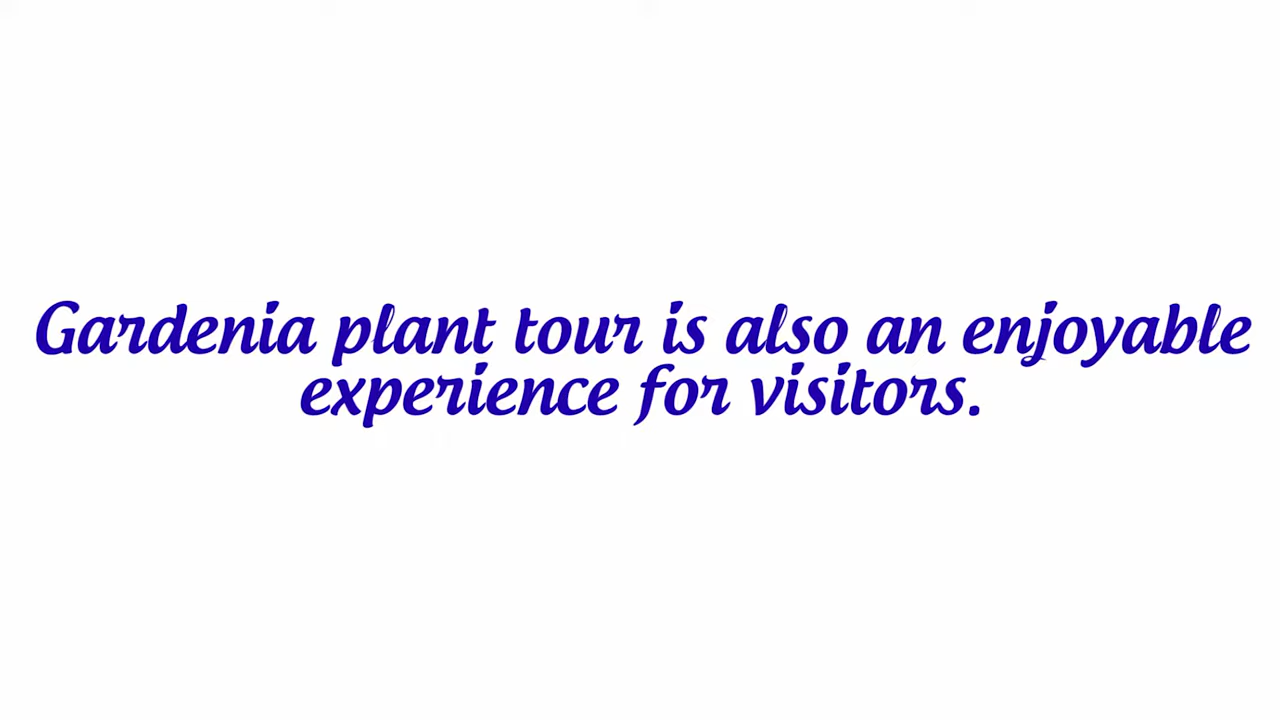 Gardenia plant tour is also an enjoyable
experience for visitors.